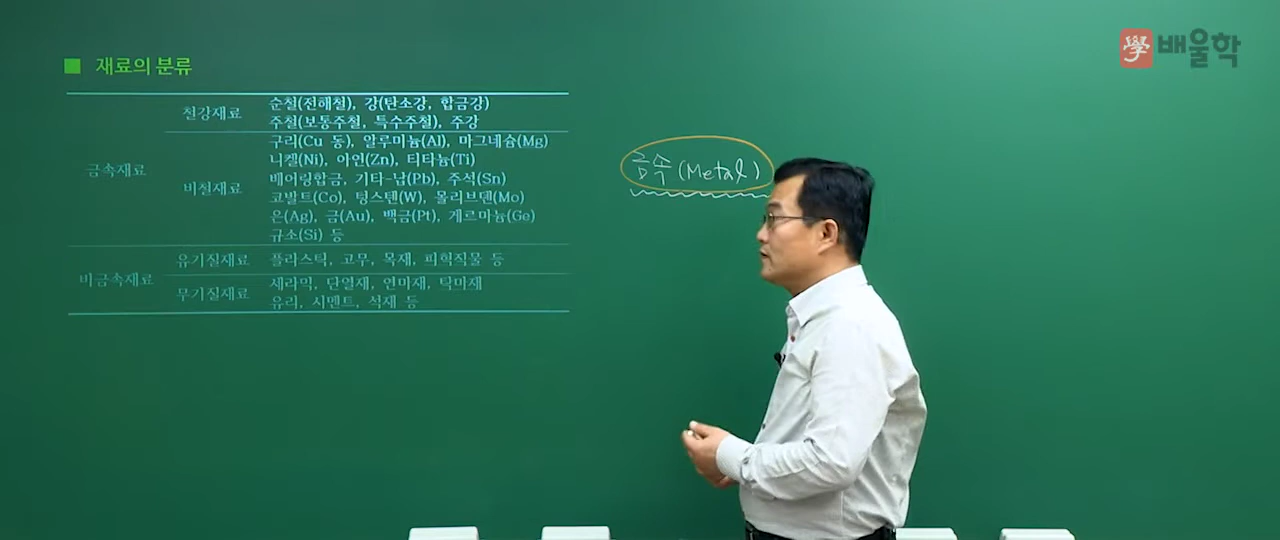 재료의 분류
學 배울학
금속재료
철강재료
순철(전해철), 강(탄소강, 합금강)
주철(보통주철, 특수주철), 주강
비철재료
구리(Cu 동), 알루미늄(Al), 마그네슘(Mg)
니켈(Ni), 아연(Zn), 티타늄(Ti)
베어링합금, 기타-납(Pb), 주석(Sn)
코발트(Co), 텅스텐(W), 몰리브덴(Mo)
은(Ag), 금(Au), 백금(Pt), 게르마늄(Ge)
규소(Si) 등
비금속재료
유기질재료
플라스틱, 고무, 목재, 피혁직물 등
무기질재료
세라믹, 단열재, 연마재, 탁마재
유리, 시멘트, 석재 등
금속 (Metal)